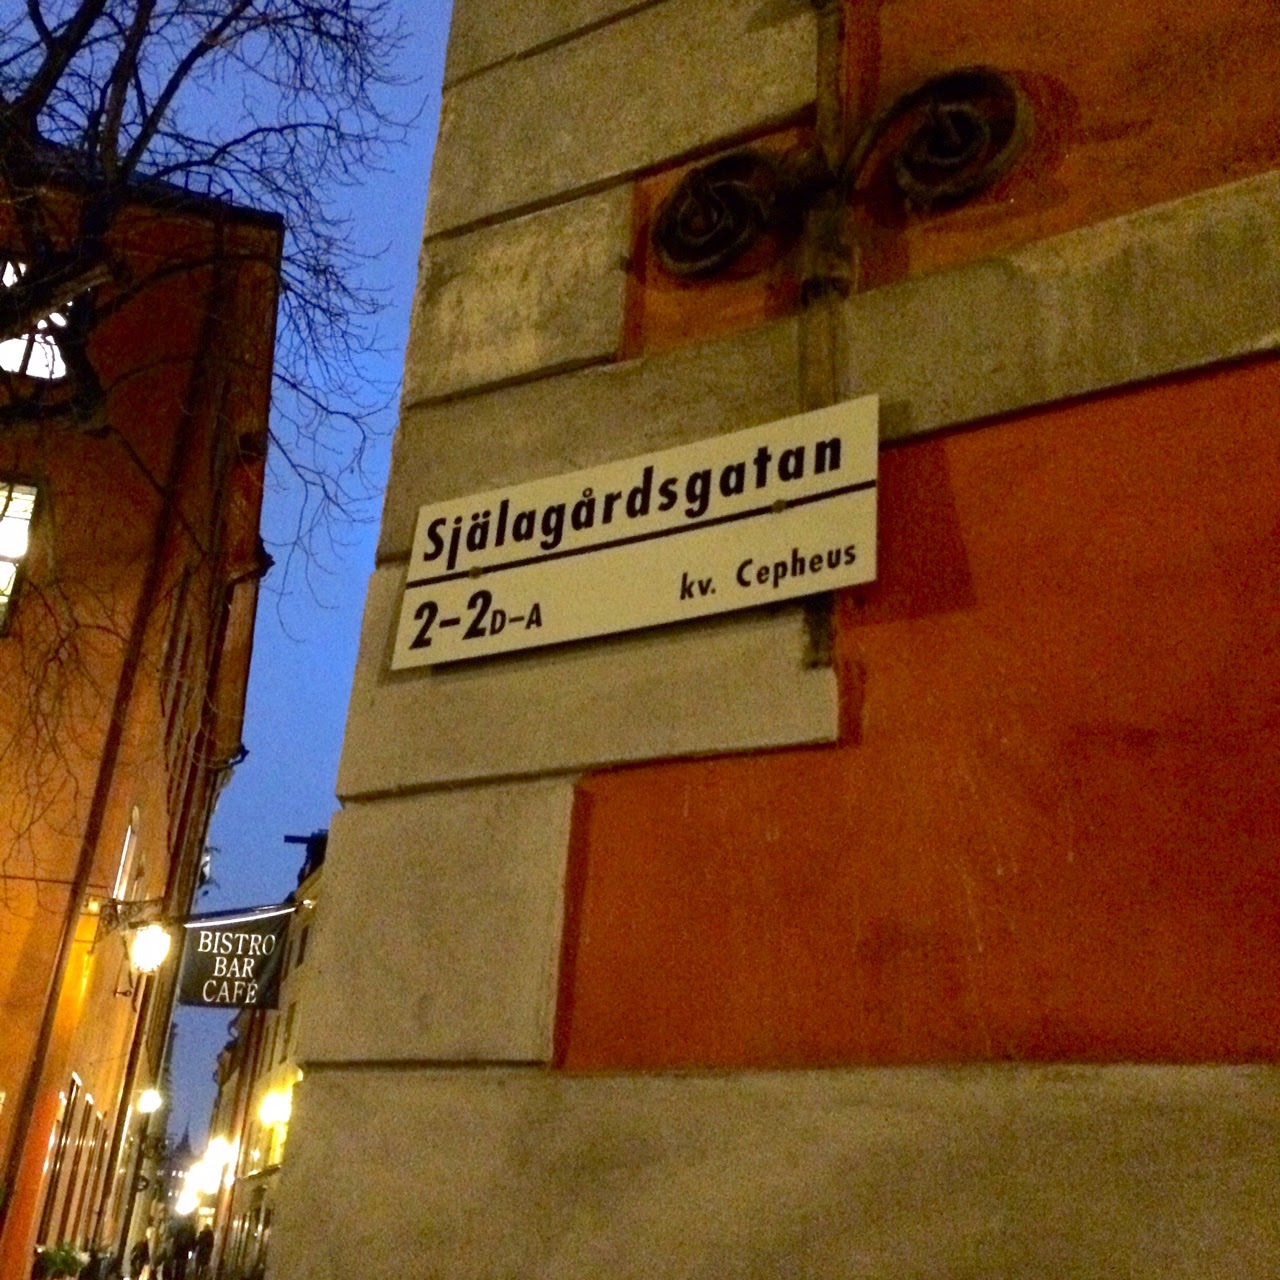 Själagårdsgatan
2-2D-A
kv. Cepheus
BISTRO
BAR
CAFÉ